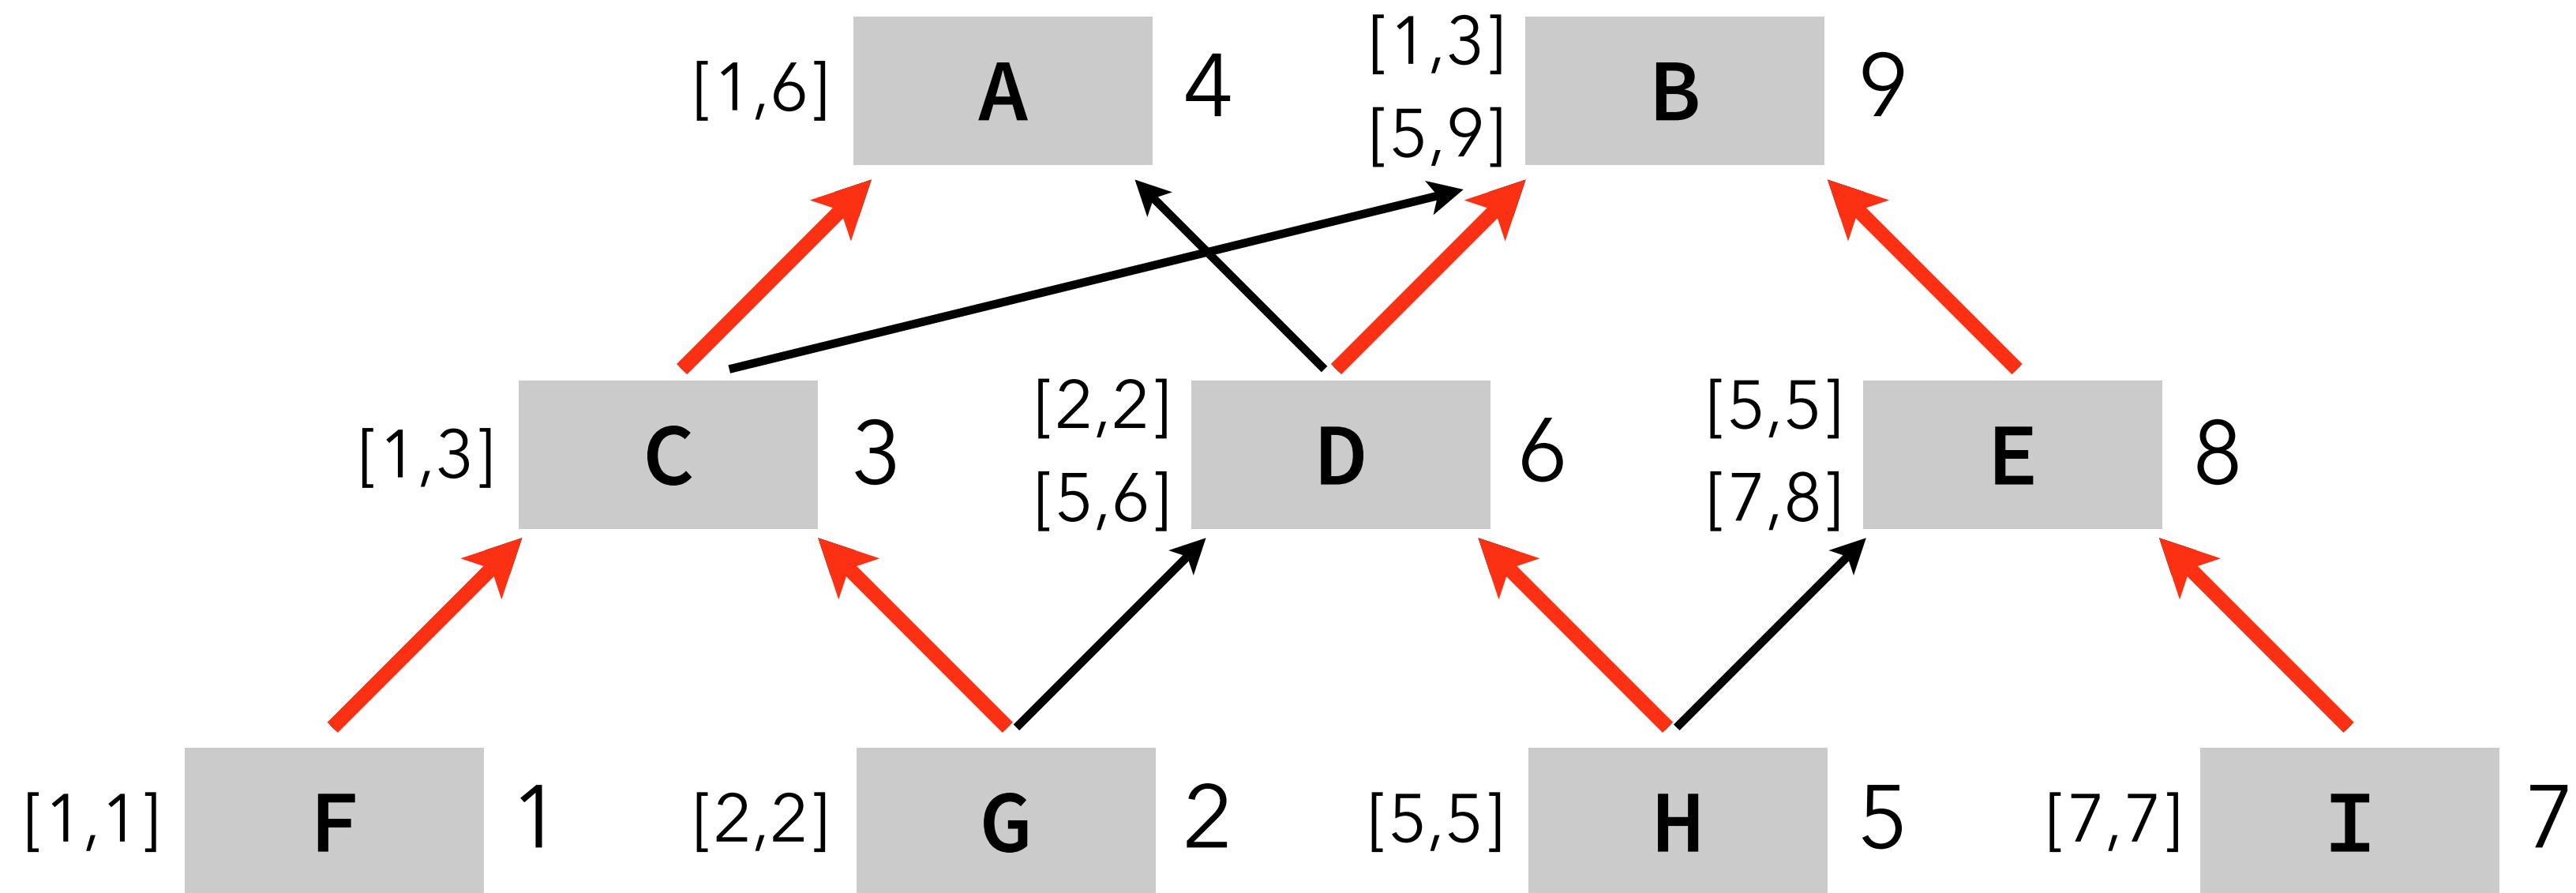 [1,6] A 4
[1,3]
[5,9] B 9
[1,3] C 3
[2,2]
[5,6] D 6
[5,5]
[7,8] E 8
[1,1] F 1
[2,2] G 2
[5,5] H 5
[7,7] I 7